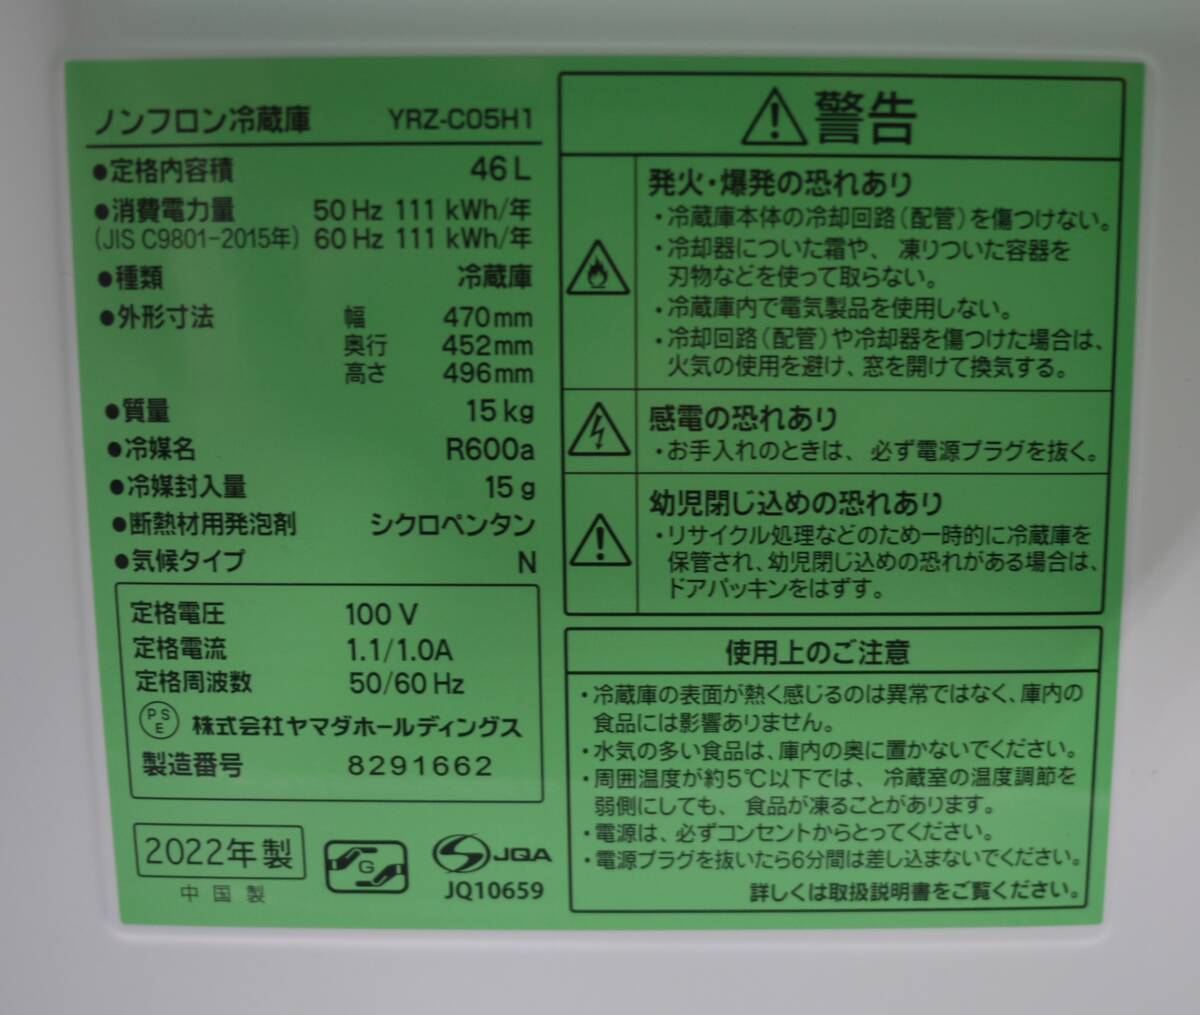 ノンフロン冷蔵庫 YRZ-C05H1
●定格内容積 46 L
●消費電力量 50 Hz 111 kWh/年
(JIS C9801-2015年) 60 Hz 111 kWh/年
●種類 冷蔵庫
●外形寸法 幅 470mm
奥行 452mm
高さ 496mm
●質量 15 kg
●冷媒名 R600a
●冷媒封入量 15 g
●断熱材用発泡剤 シクロペンタン
●気候タイプ N
定格電圧 100 V
定格電流 1.1/1.0A
定格周波数 50/60 Hz
PSE 株式会社ヤマダホールディングス
製造番号 8291662
2022年 製
中国製
G
JQA
JQ10659
警告
発火・爆発の恐れあり
・冷蔵庫本体の冷却回路(配管)を傷つけない。
・冷却器についた霜や、凍りついた容器を
刃物などを使って取らない。
・冷蔵庫内で電気製品を使用しない。
・冷却回路(配管)や冷却器を傷つけた場合は、
火気の使用を避け、窓を開けて換気する。
感電の恐れあり
・お手入れのときは、必ず電源プラグを抜く。
幼児閉じ込めの恐れあり
・リサイクル処理などのため一時的に冷蔵庫を
保管され、幼児閉じ込めの恐れがある場合は、
ドアパッキンをはずす。
使用上のご注意
・冷蔵庫の表面が熱く感じるのは異常ではなく、庫内の
食品には影響ありません。
・水気の多い食品は、庫内の奥に置かないでください。
・周囲温度が約5℃以下では、冷蔵室の温度調節を
弱側にしても、食品が凍ることがあります。
・電源は、必ずコンセントからとってください。
・電源プラグを抜いたら6分間は差し込まないでください。
詳しくは取扱説明書をご覧ください。